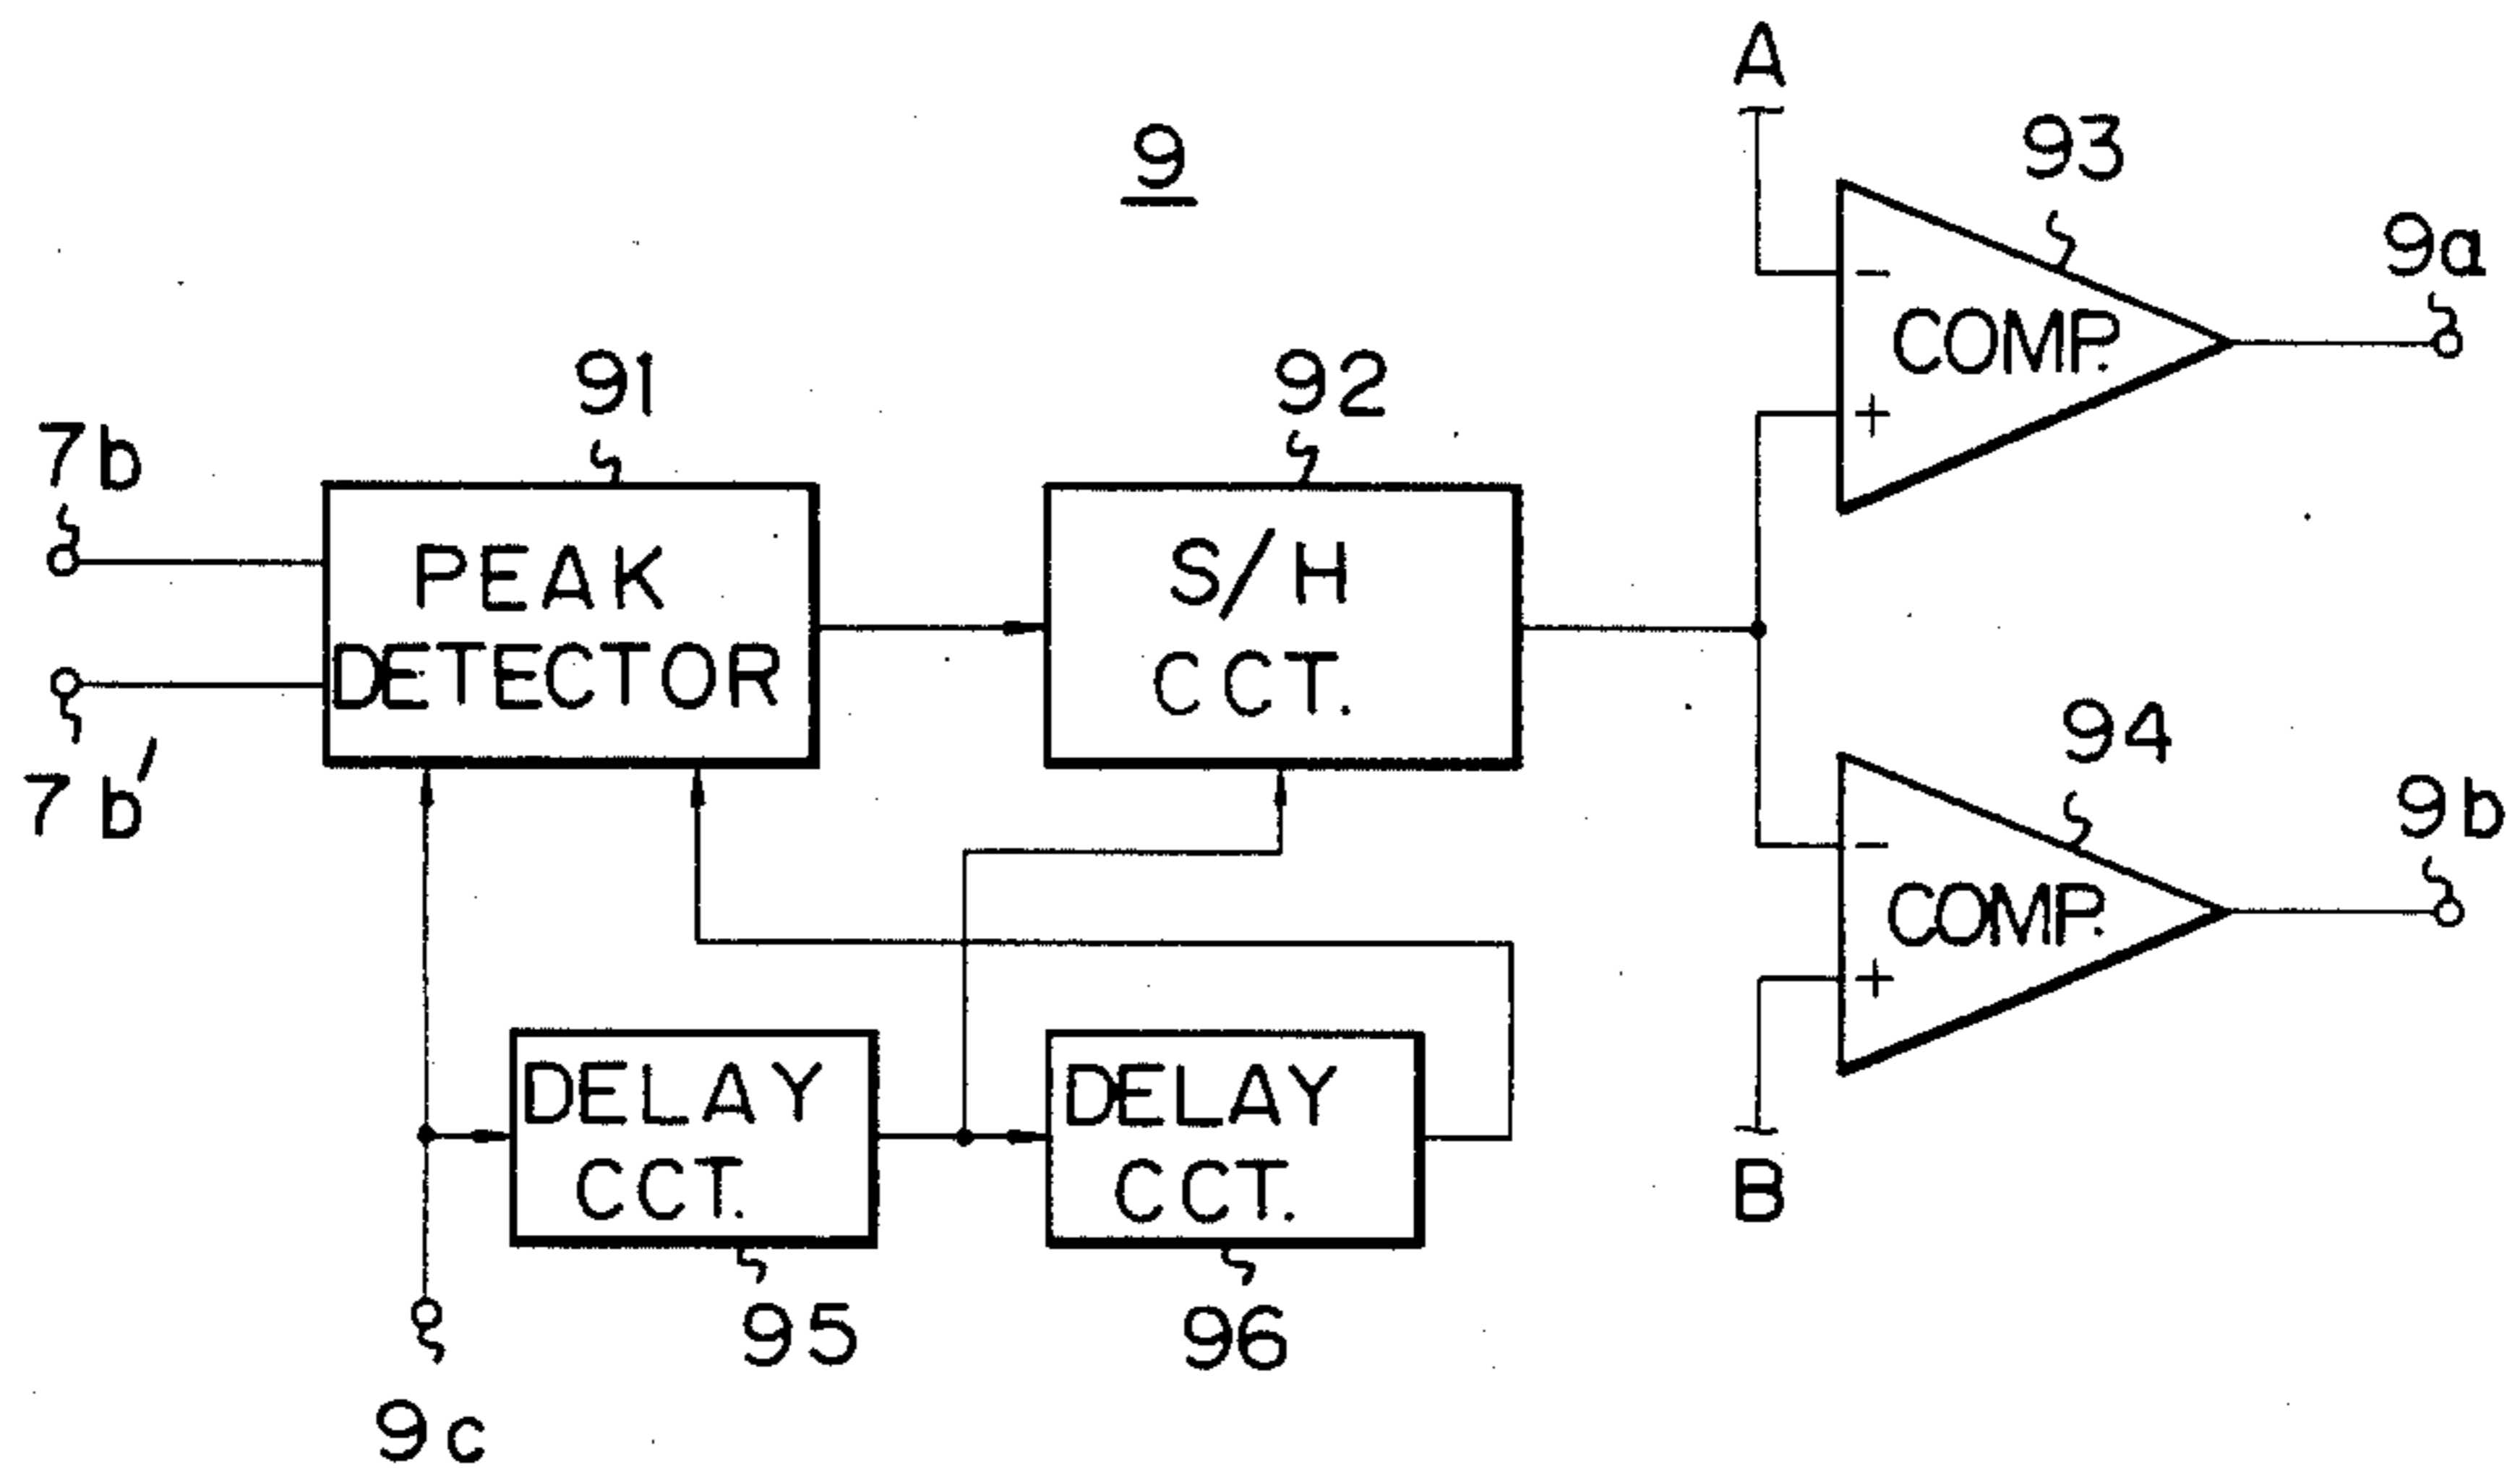 A
9
93
9a
−
COMP.
+
91
92
7b
PEAK
DETECTOR
S/H
CCT.
7b'
94
9b
−
COMP.
+
DELAY
CCT.
DELAY
CCT.
B
95
96
9c